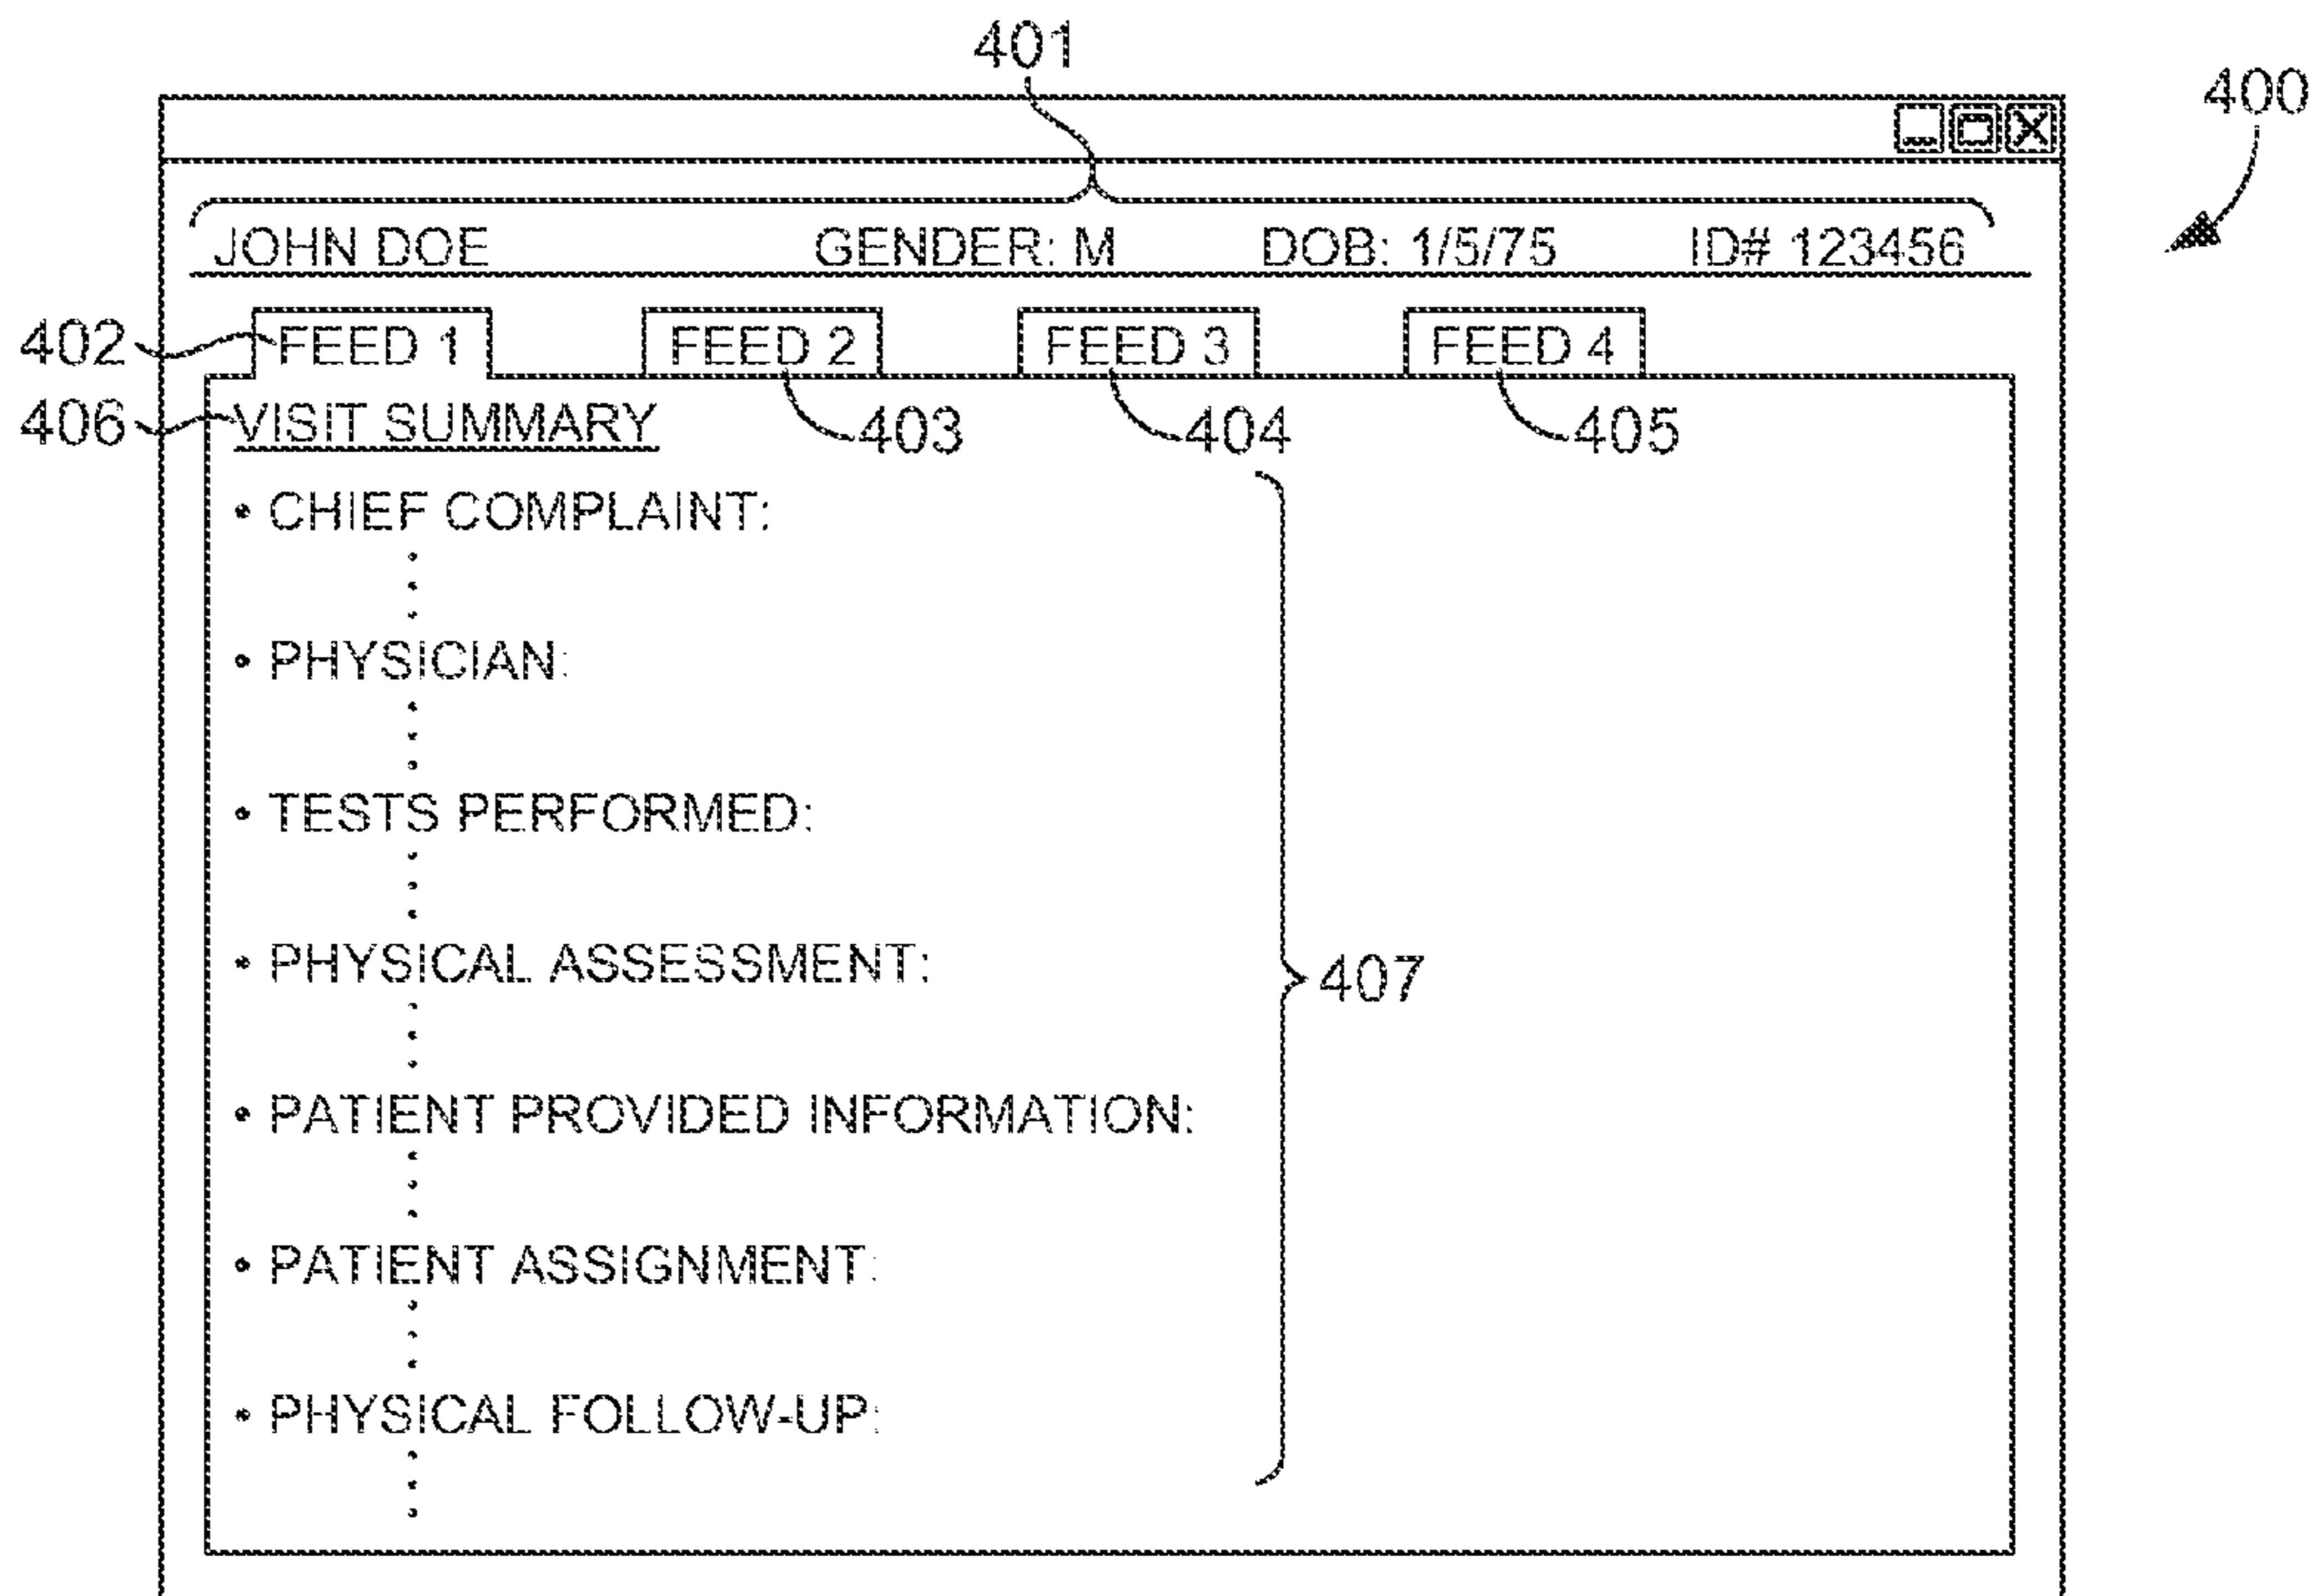 401
400
JOHN DOE GENDER: M DOB: 1/5/75 ID# 123456
402 FEED 1 FEED 2 FEED 3 FEED 4
406 VISIT SUMMARY 403 404 405
• CHIEF COMPLAINT:
• PHYSICIAN:
• TESTS PERFORMED:
• PHYSICAL ASSESSMENT:
407
• PATIENT PROVIDED INFORMATION:
• PATIENT ASSIGNMENT:
• PHYSICAL FOLLOW-UP: